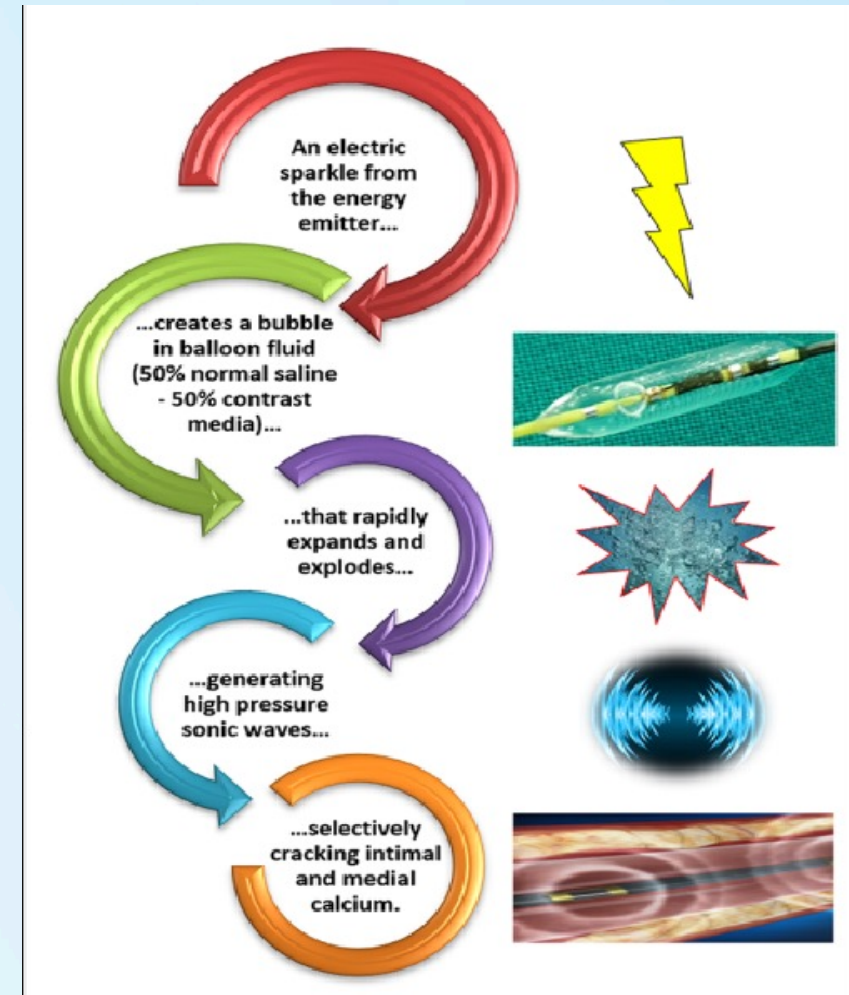 An electric
sparkle from
the energy
emitter...
...creates a bubble
in balloon fluid
(50% normal saline
- 50% contrast
media)...
...that rapidly
expands and
explodes...
...generating
high pressure
sonic waves...
...selectively
cracking intimal
and medial
calcium.